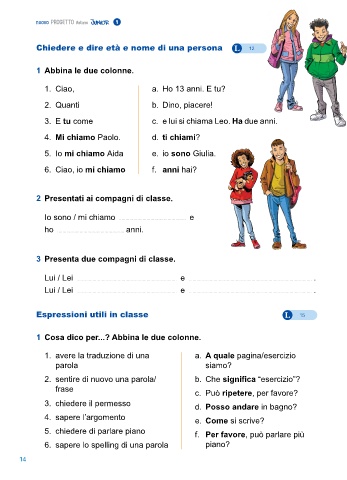 nuovo PROGETTO italiano Junior 1
Chiedere e dire età e nome di una persona L 12
1 Abbina le due colonne.
1. Ciao,
2. Quanti
3. E tu come
4. Mi chiamo Paolo.
5. Io mi chiamo Aida
6. Ciao, io mi chiamo
a. Ho 13 anni. E tu?
b. Dino, piacere!
c. e lui si chiama Leo. Ha due anni.
d. ti chiami?
e. io sono Giulia.
f. anni hai?
2 Presentati ai compagni di classe.
Io sono / mi chiamo e
ho anni.
3 Presenta due compagni di classe.
Lui / Lei e .
Lui / Lei e .
Espressioni utili in classe L 15
1 Cosa dico per...? Abbina le due colonne.
1. avere la traduzione di una
parola
2. sentire di nuovo una parola/
frase
3. chiedere il permesso
4. sapere l'argomento
5. chiedere di parlare piano
6. sapere lo spelling di una parola
a. A quale pagina/esercizio
siamo?
b. Che significa "esercizio"?
c. Può ripetere, per favore?
d. Posso andare in bagno?
e. Come si scrive?
f. Per favore, può parlare più
piano?
14